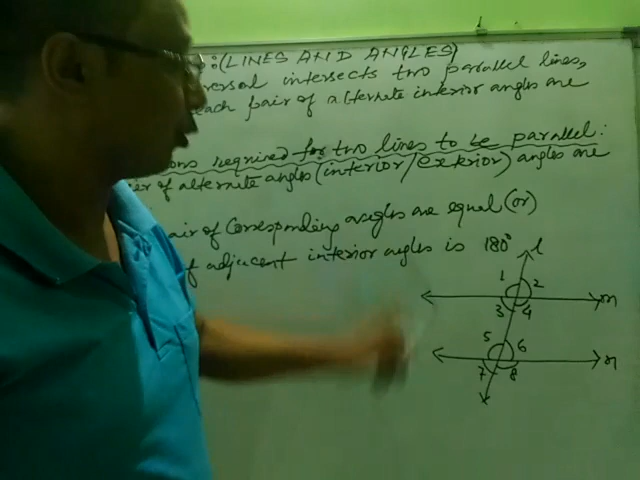 : (LINES AND ANGLES)
intersects two parallel lines,
each pair of alternate interior angles are
required for two lines to be parallel:
of alternate angles (interior/exterior) angles are
air of corresponding angles are equal (or)
f adjacent interior angles is 180°
l
1 2
m
3 4
5 6
n
7 8